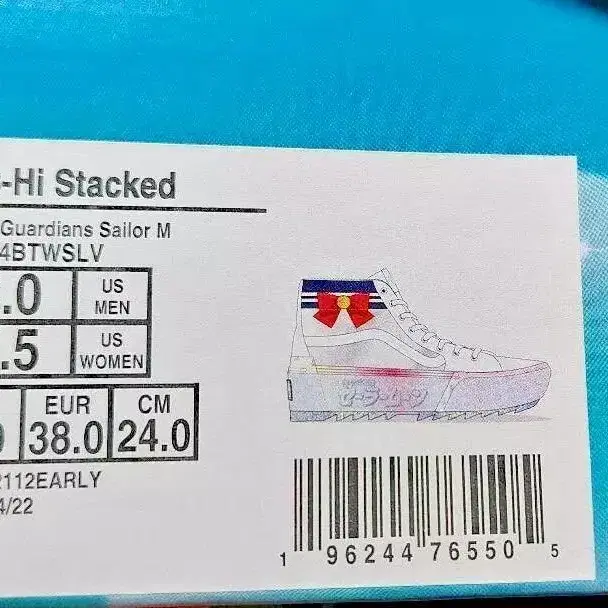 -Hi Stacked
Guardians Sailor M
4BTWSLV
.0 US MEN
.5 US WOMEN
EUR CM
38.0 24.0
2112EARLY
4/22
1 96244 76550 5